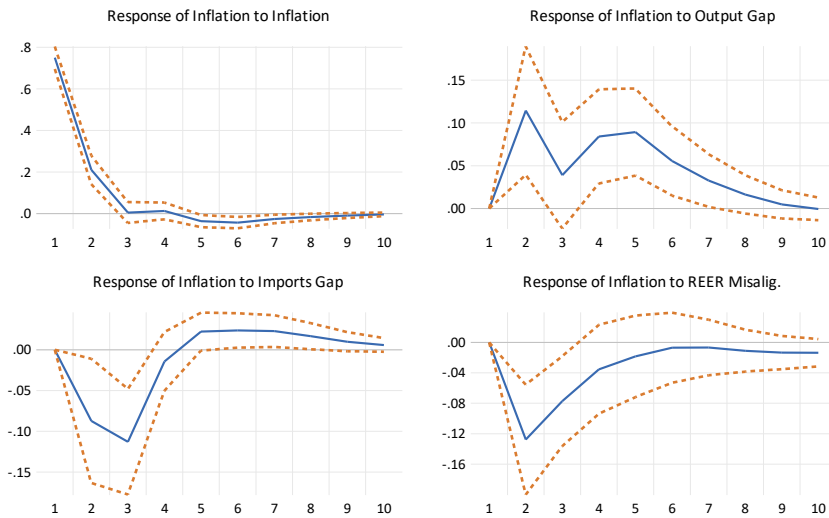 Response of Inflation to Inflation
.8
.6
.4
.2
.0
1 2 3 4 5 6 7 8 9 10
Response of Inflation to Output Gap
.15
.10
.05
.00
1 2 3 4 5 6 7 8 9 10
Response of Inflation to Imports Gap
.00
-.05
-.10
-.15
1 2 3 4 5 6 7 8 9 10
Response of Inflation to REER Misalig.
.00
-.04
-.08
-.12
-.16
1 2 3 4 5 6 7 8 9 10